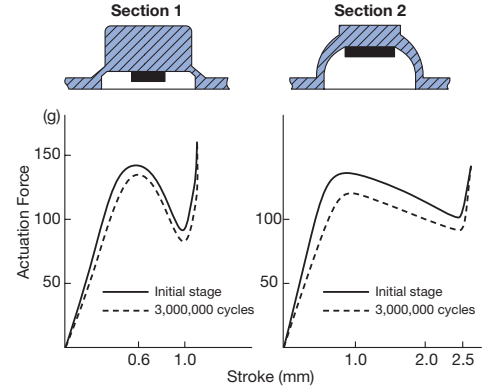 Section 1
Section 2
(g)
150
100
50
100
50
Actuation Force
Initial stage
3,000,000 cycles
Initial stage
3,000,000 cycles
0.6
1.0
1.0
2.0
2.5
Stroke (mm)